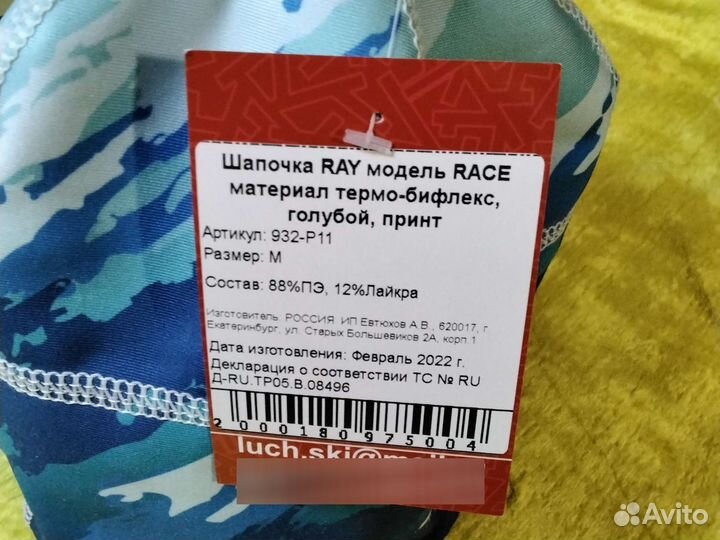 Шапочка RAY модель RACE
материал термо-бифлекс,
голубой, принт
Артикул: 932-Р11
Размер: М
Состав: 88%ПЭ, 12%Лайкра
Изготовитель: РОССИЯ. ИП Евтюхов А.В., 620017, г.
Екатеринбург, ул. Старых Большевиков 2А, корп 1
Дата изготовления: Февраль 2022 г.
Декларация о соответствии ТС № RU
Д-RU.ТР05.В.08496
2000180975004
luch.ski@mail
Avito